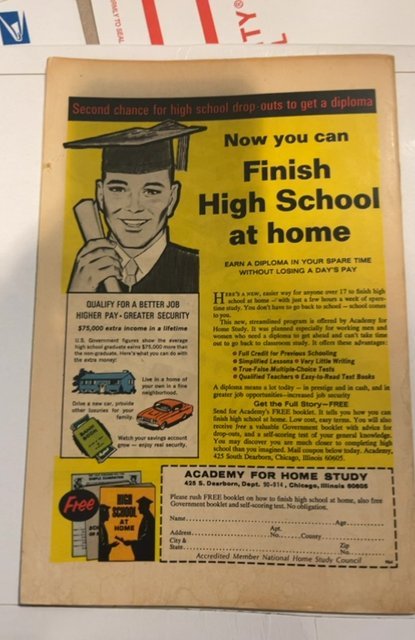 Second chance for high school drop-outs to get a diploma
Now you can
Finish
High School
at home
EARN A DIPLOMA IN YOUR SPARE TIME
WITHOUT LOSING A DAY'S PAY
QUALIFY FOR A BETTER JOB
HIGHER PAY • GREATER SECURITY
$75,000 extra income in a lifetime
U.S. Government figures show the average
high school graduate earns $75,000 more than
the non-graduate. Here's what you can do with
the extra money:
Live in a home of
your own in a fine
neighborhood.
Drive a new car, provide
other luxuries for your
family.
Watch your savings account
grow — enjoy real security.
HERE'S A NEW, easier way for anyone over 17 to finish high
school at home — with just a few hours a week of spare-
time study. You don't have to go back to school — school comes
to you.
This new, streamlined program is offered by Academy for
Home Study. It was planned especially for working men and
women who need a diploma to get ahead and can't take time
out to go back to classroom study. It offers these advantages:
Full Credit for Previous Schooling
Simplified Lessons • Very Little Writing
True-False Multiple-Choice Tests
Qualified Teachers • Easy-to-Read Text Books
A diploma means a lot today — in prestige and in cash, and in
greater job opportunities—increased job security
Get the Full Story—FREE
Send for Academy's FREE booklet. It tells you how you can
finish high school at home. Low cost, easy terms. You will also
receive free a valuable Government booklet with advice for
drop-outs, and a self-scoring test of your general knowledge.
You may discover you are much closer to completing high
school than you imagined. Mail coupon below today. Academy,
425 South Dearborn, Chicago, Illinois 60605.
Free
HIGH
SCHOOL
AT
HOME
ACADEMY FOR HOME STUDY
425 S. Dearborn, Dept. 90-814, Chicago, Illinois 60605
Please rush FREE booklet on how to finish high school at home, also free
Government booklet and self-scoring test. No obligation.
Name Age
Address Apt. No. County
City &
State Zip No.
Accredited Member National Home Study Council